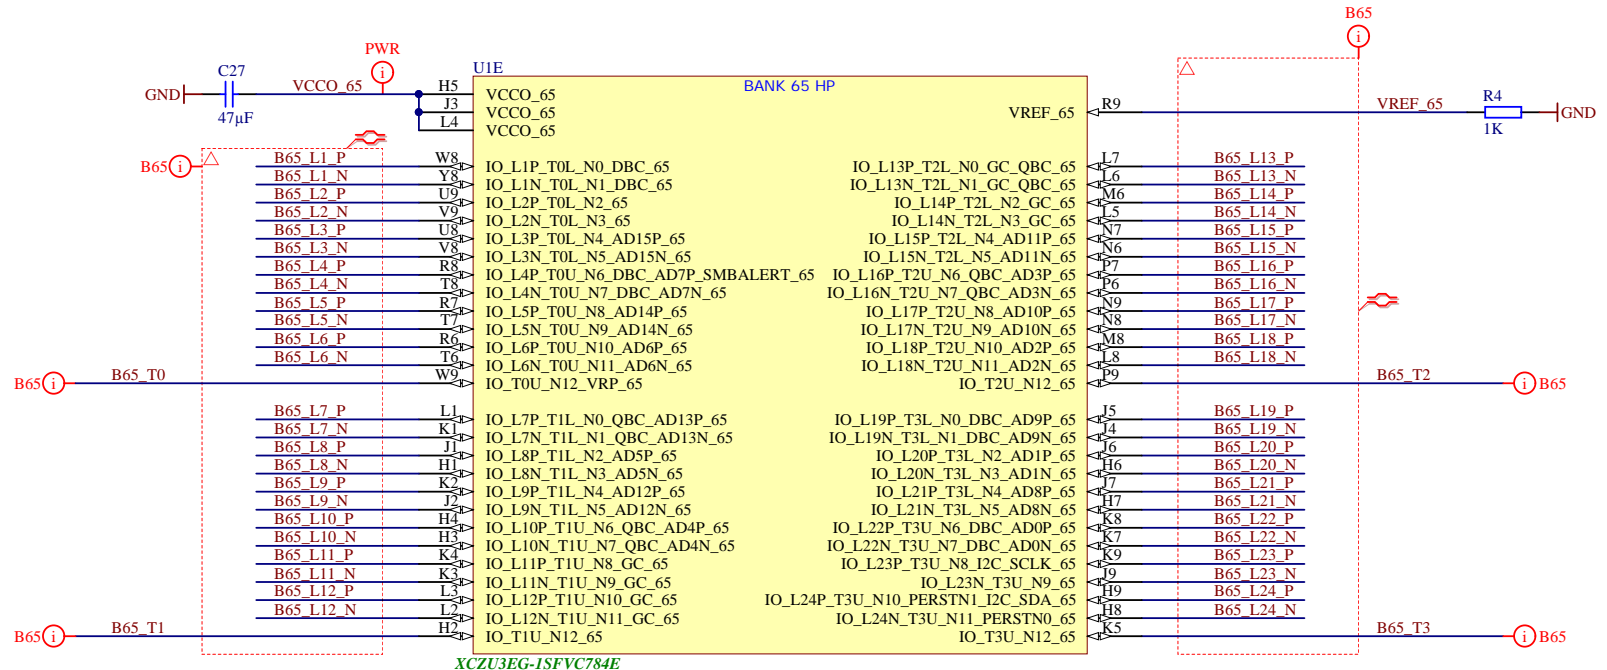 B65
PWR
U1E
C27
GND
VCCO_65
47µF
BANK 65 HP
H5 VCCO_65
J3 VCCO_65
L4 VCCO_65
VREF_65 R9 VREF_65
R4
1K
GND
B65
B65_L1_P W8 IO_L1P_T0L_N0_DBC_65 IO_L13P_T2L_N0_GC_QBC_65 L7 B65_L13_P
B65_L1_N Y8 IO_L1N_T0L_N1_DBC_65 IO_L13N_T2L_N1_GC_QBC_65 L6 B65_L13_N
B65_L2_P U9 IO_L2P_T0L_N2_65 IO_L14P_T2L_N2_GC_65 M6 B65_L14_P
B65_L2_N V9 IO_L2N_T0L_N3_65 IO_L14N_T2L_N3_GC_65 L5 B65_L14_N
B65_L3_P U8 IO_L3P_T0L_N4_AD15P_65 IO_L15P_T2L_N4_AD11P_65 N7 B65_L15_P
B65_L3_N V8 IO_L3N_T0L_N5_AD15N_65 IO_L15N_T2L_N5_AD11N_65 N6 B65_L15_N
B65_L4_P R8 IO_L4P_T0U_N6_DBC_AD7P_SMBALERT_65 IO_L16P_T2U_N6_QBC_AD3P_65 P7 B65_L16_P
B65_L4_N T8 IO_L4N_T0U_N7_DBC_AD7N_65 IO_L16N_T2U_N7_QBC_AD3N_65 P6 B65_L16_N
B65_L5_P R7 IO_L5P_T0U_N8_AD14P_65 IO_L17P_T2U_N8_AD10P_65 N9 B65_L17_P
B65_L5_N T7 IO_L5N_T0U_N9_AD14N_65 IO_L17N_T2U_N9_AD10N_65 N8 B65_L17_N
B65_L6_P R6 IO_L6P_T0U_N10_AD6P_65 IO_L18P_T2U_N10_AD2P_65 M8 B65_L18_P
B65_L6_N T6 IO_L6N_T0U_N11_AD6N_65 IO_L18N_T2U_N11_AD2N_65 L8 B65_L18_N
B65 B65_T0 W9 IO_T0U_N12_VRP_65 IO_T2U_N12_65 P9 B65_T2 B65
B65_L7_P L1 IO_L7P_T1L_N0_QBC_AD13P_65 IO_L19P_T3L_N0_DBC_AD9P_65 J5 B65_L19_P
B65_L7_N K1 IO_L7N_T1L_N1_QBC_AD13N_65 IO_L19N_T3L_N1_DBC_AD9N_65 J4 B65_L19_N
B65_L8_P J1 IO_L8P_T1L_N2_AD5P_65 IO_L20P_T3L_N2_AD1P_65 J6 B65_L20_P
B65_L8_N H1 IO_L8N_T1L_N3_AD5N_65 IO_L20N_T3L_N3_AD1N_65 H6 B65_L20_N
B65_L9_P K2 IO_L9P_T1L_N4_AD12P_65 IO_L21P_T3L_N4_AD8P_65 J7 B65_L21_P
B65_L9_N J2 IO_L9N_T1L_N5_AD12N_65 IO_L21N_T3L_N5_AD8N_65 H7 B65_L21_N
B65_L10_P H4 IO_L10P_T1U_N6_QBC_AD4P_65 IO_L22P_T3U_N6_DBC_AD0P_65 K8 B65_L22_P
B65_L10_N H3 IO_L10N_T1U_N7_QBC_AD4N_65 IO_L22N_T3U_N7_DBC_AD0N_65 K7 B65_L22_N
B65_L11_P K4 IO_L11P_T1U_N8_GC_65 IO_L23P_T3U_N8_I2C_SCLK_65 K9 B65_L23_P
B65_L11_N K3 IO_L11N_T1U_N9_GC_65 IO_L23N_T3U_N9_65 J9 B65_L23_N
B65_L12_P L3 IO_L12P_T1U_N10_GC_65 IO_L24P_T3U_N10_PERSTN1_I2C_SDA_65 H9 B65_L24_P
B65_L12_N L2 IO_L12N_T1U_N11_GC_65 IO_L24N_T3U_N11_PERSTN0_65 H8 B65_L24_N
B65 B65_T1 H2 IO_T1U_N12_65 IO_T3U_N12_65 K5 B65_T3 B65
XCZU3EG-1SFVC784E